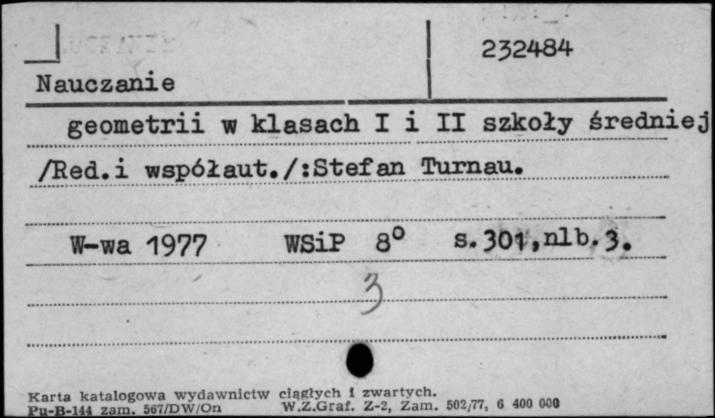 232484
Nauczanie
geometrii w klasach I i II szkoły średniej
/Red.i współaut./:Stefan Turnau.
W-wa 1977 WSiP 8° s.301,nlb.3.
3
Karta katalogowa wydawnictw ciągłych i zwartych.
Pu-B-144 zam. 567/DW/On W.Z.Graf. Z-2, Zam. 502/77, 6 400 000